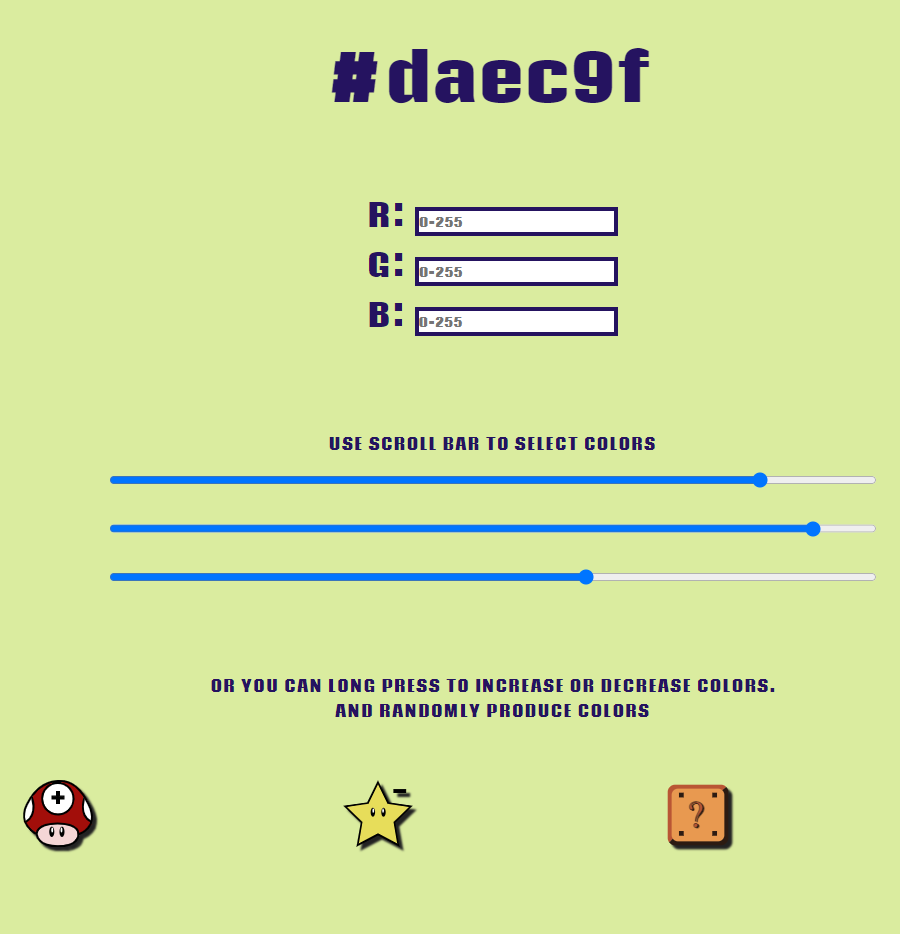 #daec9f
R: 0-255
G: 0-255
B: 0-255
USE SCROLL BAR TO SELECT COLORS
OR YOU CAN LONG PRESS TO INCREASE OR DECREASE COLORS.
AND RANDOMLY PRODUCE COLORS
+
-
?